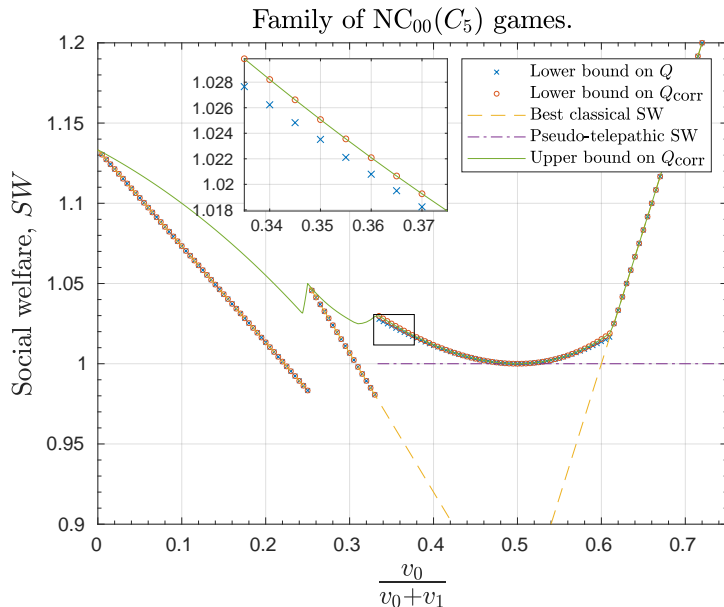 Family of NC₀₀(C₅) games.
1.2
1.15
1.1
1.05
1
0.95
0.9
Social welfare, SW
1.028
1.026
1.024
1.022
1.02
1.018
0.34 0.35 0.36 0.37
Lower bound on Q
Lower bound on Q_corr
Best classical SW
Pseudo-telepathic SW
Upper bound on Q_corr
0 0.1 0.2 0.3 0.4 0.5 0.6 0.7
v₀
v₀+v₁